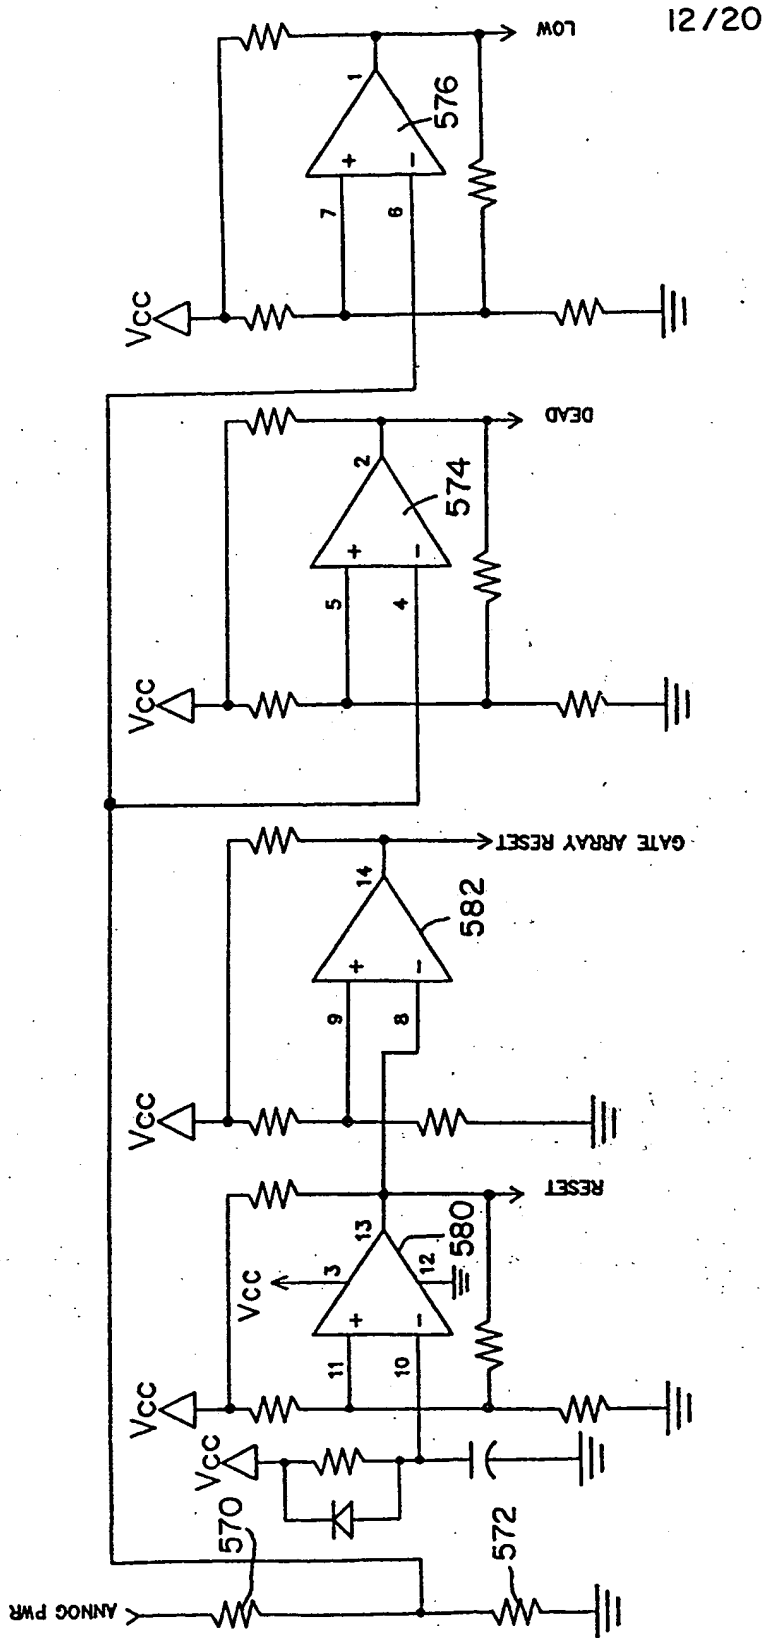 12/20
LOW
1
576
+
-
7
6
VCC
DEAD
2
574
+
-
5
4
VCC
GATE ARRAY RESET
14
582
+
-
9
8
VCC
RESET
13
580
3
VCC
12
+
-
11
10
VCC
VCC
570
572
ANNOG PWR